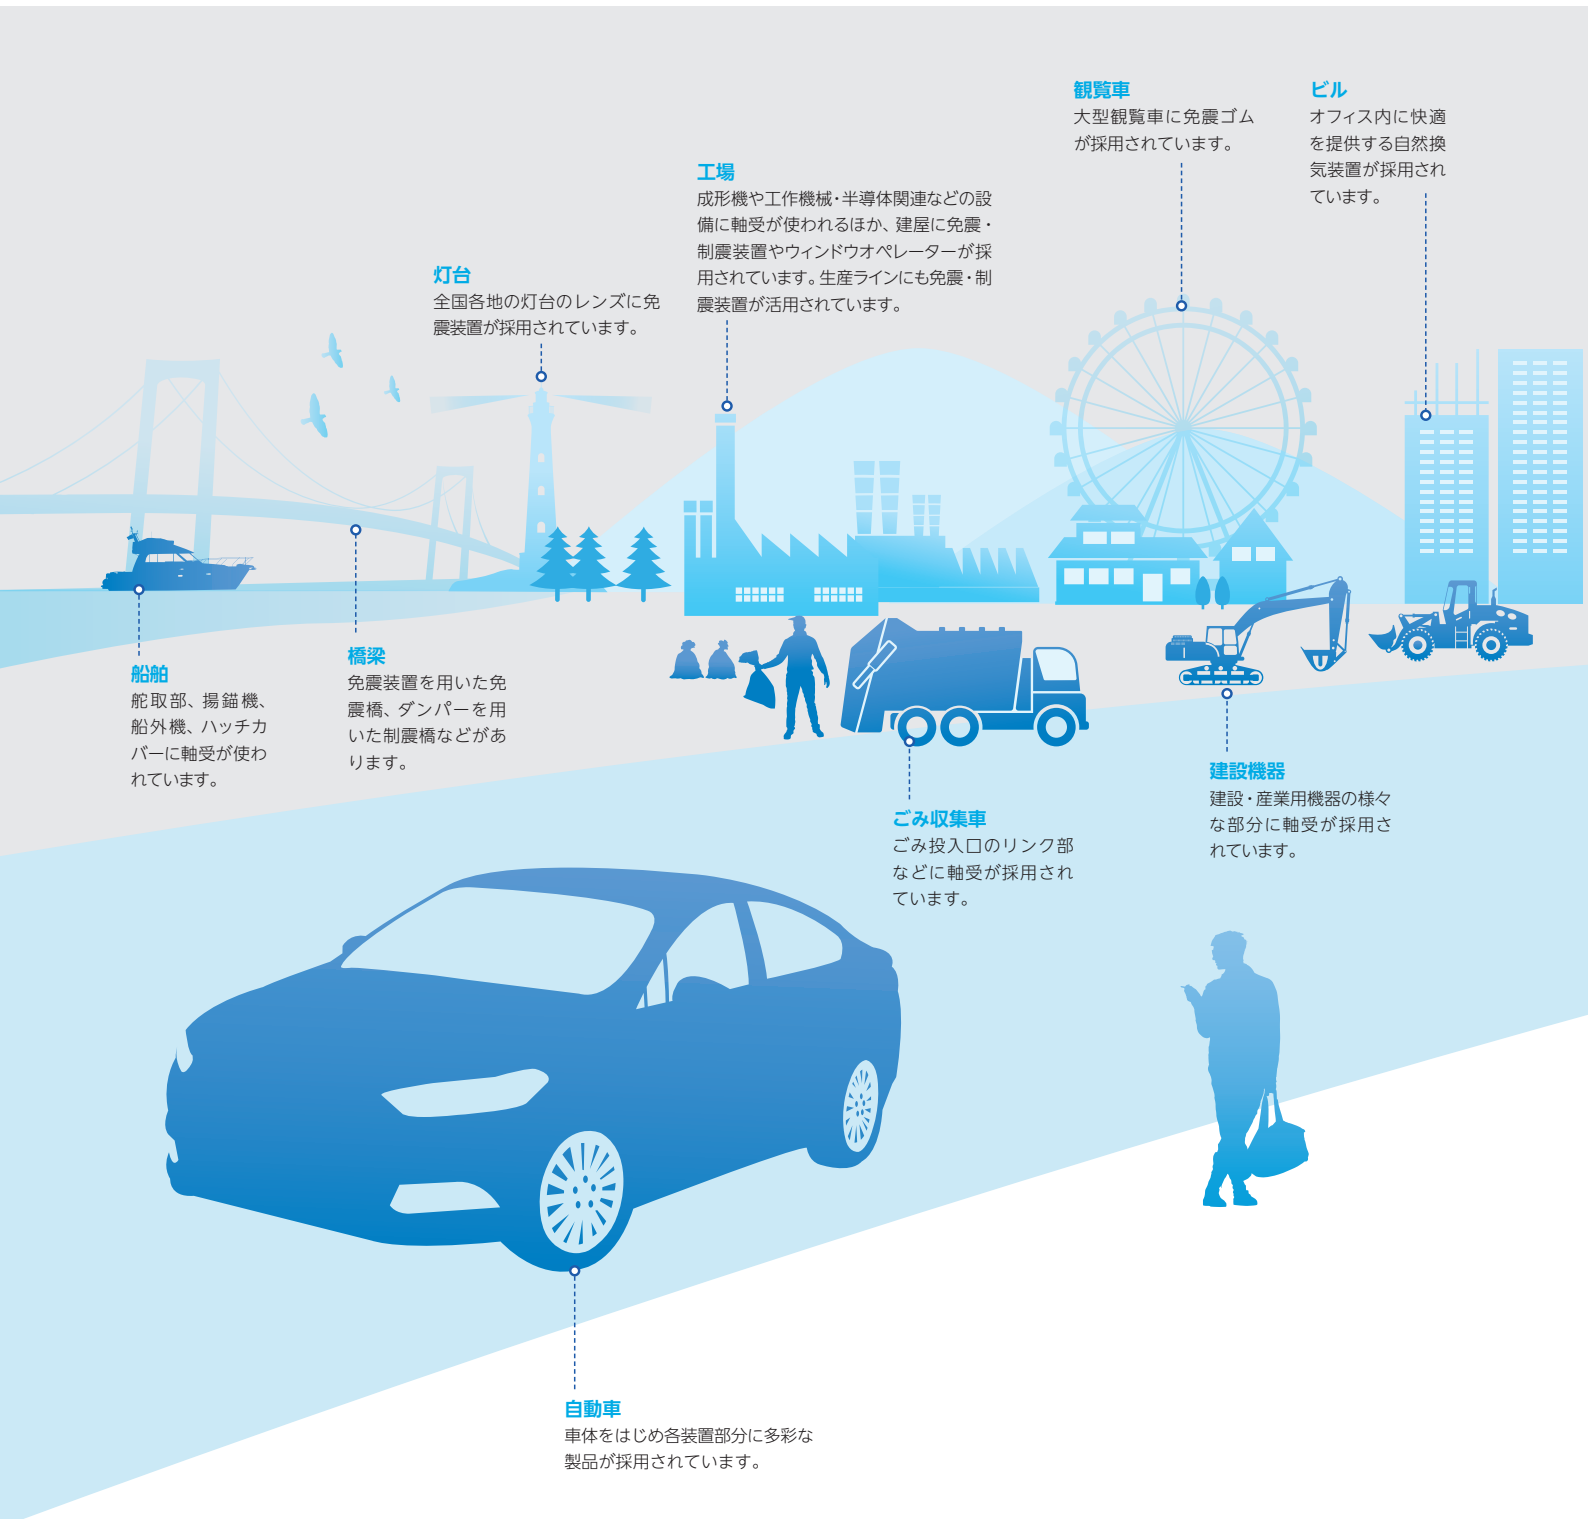 観覧車
大型観覧車に免震ゴム
が採用されています。
ビル
オフィス内に快適
を提供する自然換
気装置が採用され
ています。
工場
成形機や工作機械・半導体関連などの設
備に軸受が使われるほか、建屋に免震・
制震装置やウィンドウオペレーターが採
用されています。生産ラインにも免震・制
震装置が活用されています。
灯台
全国各地の灯台のレンズに免
震装置が採用されています。
船舶
舵取部、揚錨機、
船外機、ハッチカ
バーに軸受が使わ
れています。
橋梁
免震装置を用いた免
震橋、ダンパーを用
いた制震橋などがあ
ります。
ごみ収集車
ごみ投入口のリンク部
などに軸受が採用され
ています。
建設機器
建設・産業用機器の様々
な部分に軸受が採用さ
れています。
自動車
車体をはじめ各装置部分に多彩な
製品が採用されています。